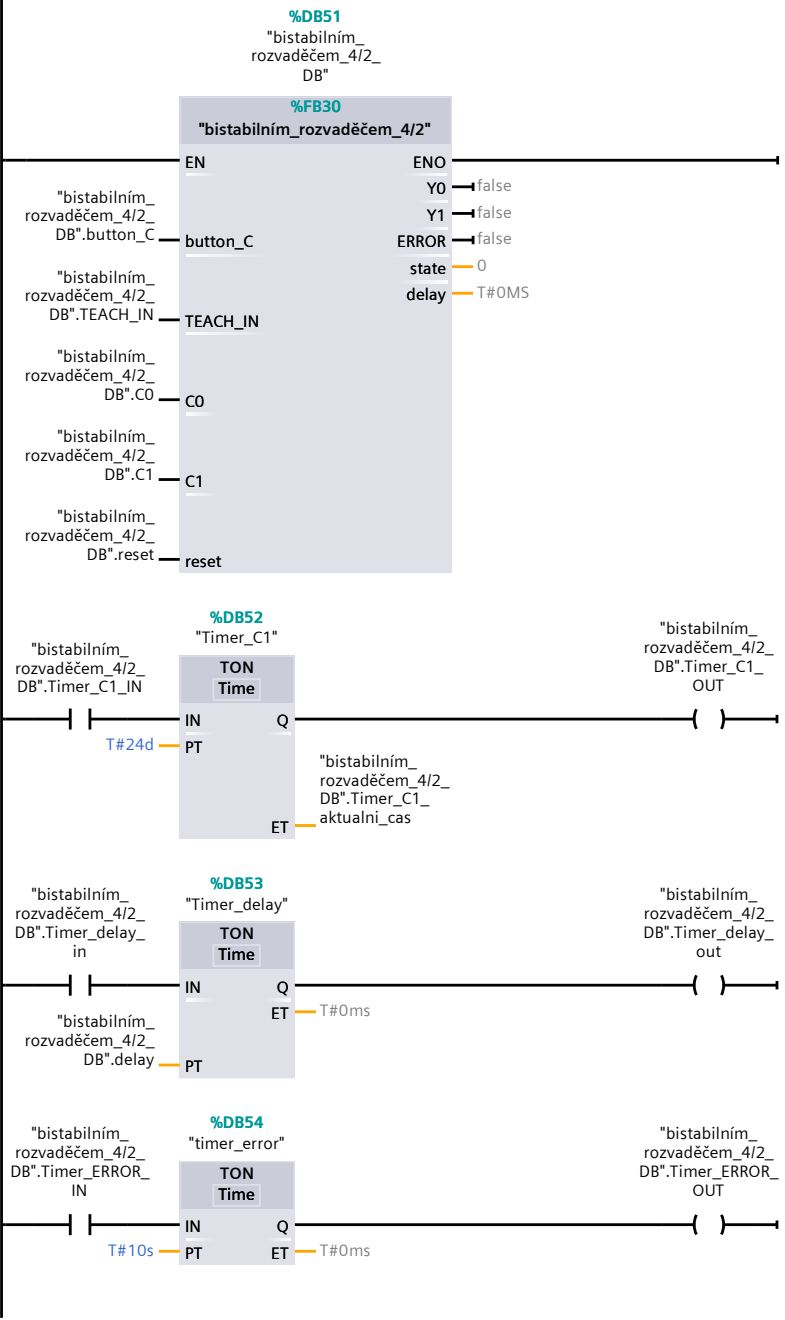 %DB51
"bistabilním_
rozvaděčem_4/2_
DB"
%FB30
"bistabilním_rozvaděčem_4/2"
EN
ENO
Y0
false
"bistabilním_
rozvaděčem_4/2_
DB".button_C
button_C
Y1
false
ERROR
false
state
0
delay
T#0MS
"bistabilním_
rozvaděčem_4/2_
DB".TEACH_IN
TEACH_IN
"bistabilním_
rozvaděčem_4/2_
DB".C0
C0
"bistabilním_
rozvaděčem_4/2_
DB".C1
C1
"bistabilním_
rozvaděčem_4/2_
DB".reset
reset
%DB52
"Timer_C1"
"bistabilním_
rozvaděčem_4/2_
DB".Timer_C1_IN
TON
Time
"bistabilním_
rozvaděčem_4/2_
DB".Timer_C1_
OUT
IN
Q
T#24d
PT
"bistabilním_
rozvaděčem_4/2_
DB".Timer_C1_
aktualni_cas
ET
%DB53
"Timer_delay"
"bistabilním_
rozvaděčem_4/2_
DB".Timer_delay_
in
TON
Time
"bistabilním_
rozvaděčem_4/2_
DB".Timer_delay_
out
IN
Q
ET
T#0ms
"bistabilním_
rozvaděčem_4/2_
DB".delay
PT
%DB54
"timer_error"
"bistabilním_
rozvaděčem_4/2_
DB".Timer_ERROR_
IN
TON
Time
"bistabilním_
rozvaděčem_4/2_
DB".Timer_ERROR_
OUT
IN
Q
T#10s
PT
ET
T#0ms